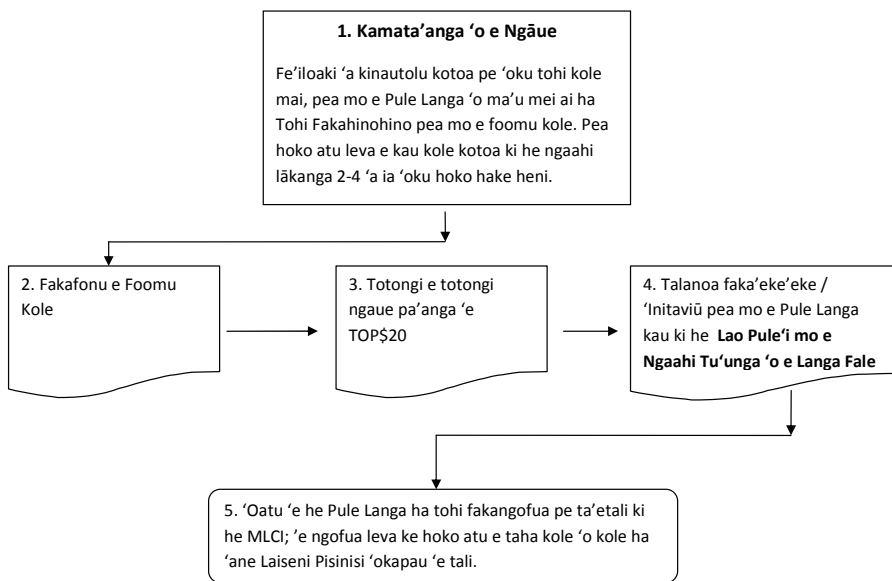 1. Kamata’anga ‘o e Ngāue
Fe’iloaki ‘a kinautolu kotoa pe ‘oku tohi kole
mai, pea mo e Pule Langa ‘o ma’u mei ai ha
Tohi Fakahinohino pea mo e foomu kole. Pea
hoko atu leva e kau kole kotoa ki he ngaahi
lākanga 2-4 ‘a ia ‘oku hoko hake heni.
2. Fakafonu e Foomu
Kole
3. Totongi e totongi
ngaue pa’anga ‘e
TOP$20
4. Talanoa faka’eke’eke /
‘Initaviū pea mo e Pule Langa
kau ki he Lao Pule‘i mo e
Ngaahi Tu‘unga ‘o e Langa Fale
5. ‘Oatu ‘e he Pule Langa ha tohi fakangofua pe ta’etali ki
he MLCI; ’e ngofua leva ke hoko atu e taha kole ‘o kole ha
‘ane Laiseni Pisinisi ‘okapau ‘e tali.